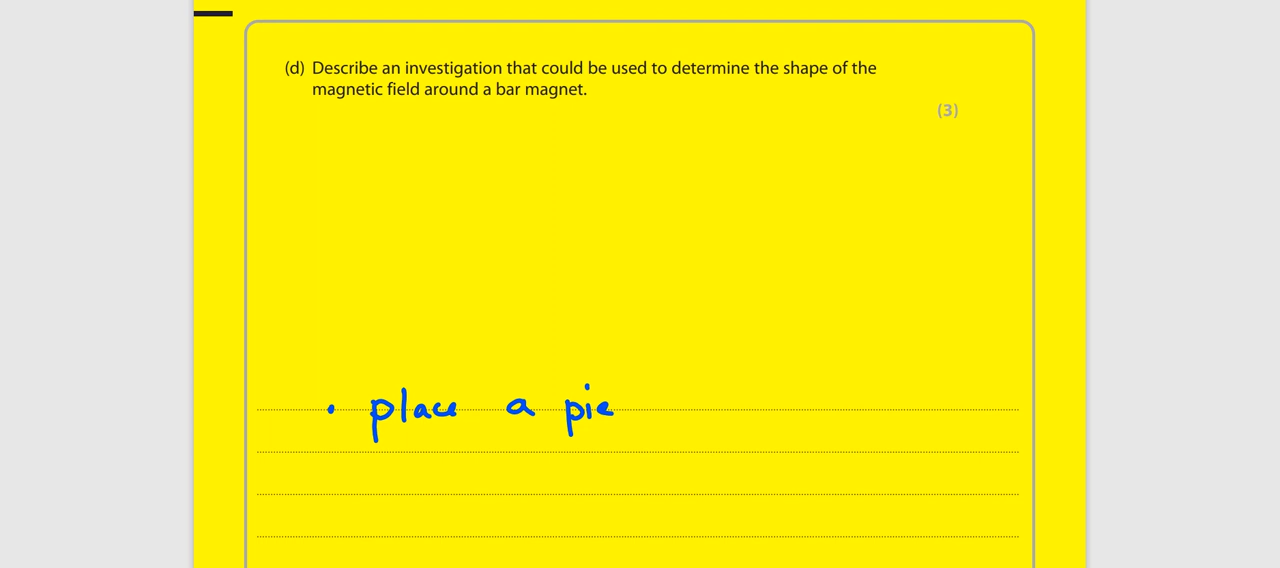 (d) Describe an investigation that could be used to determine the shape of the
magnetic field around a bar magnet.
(3)
• place a pie